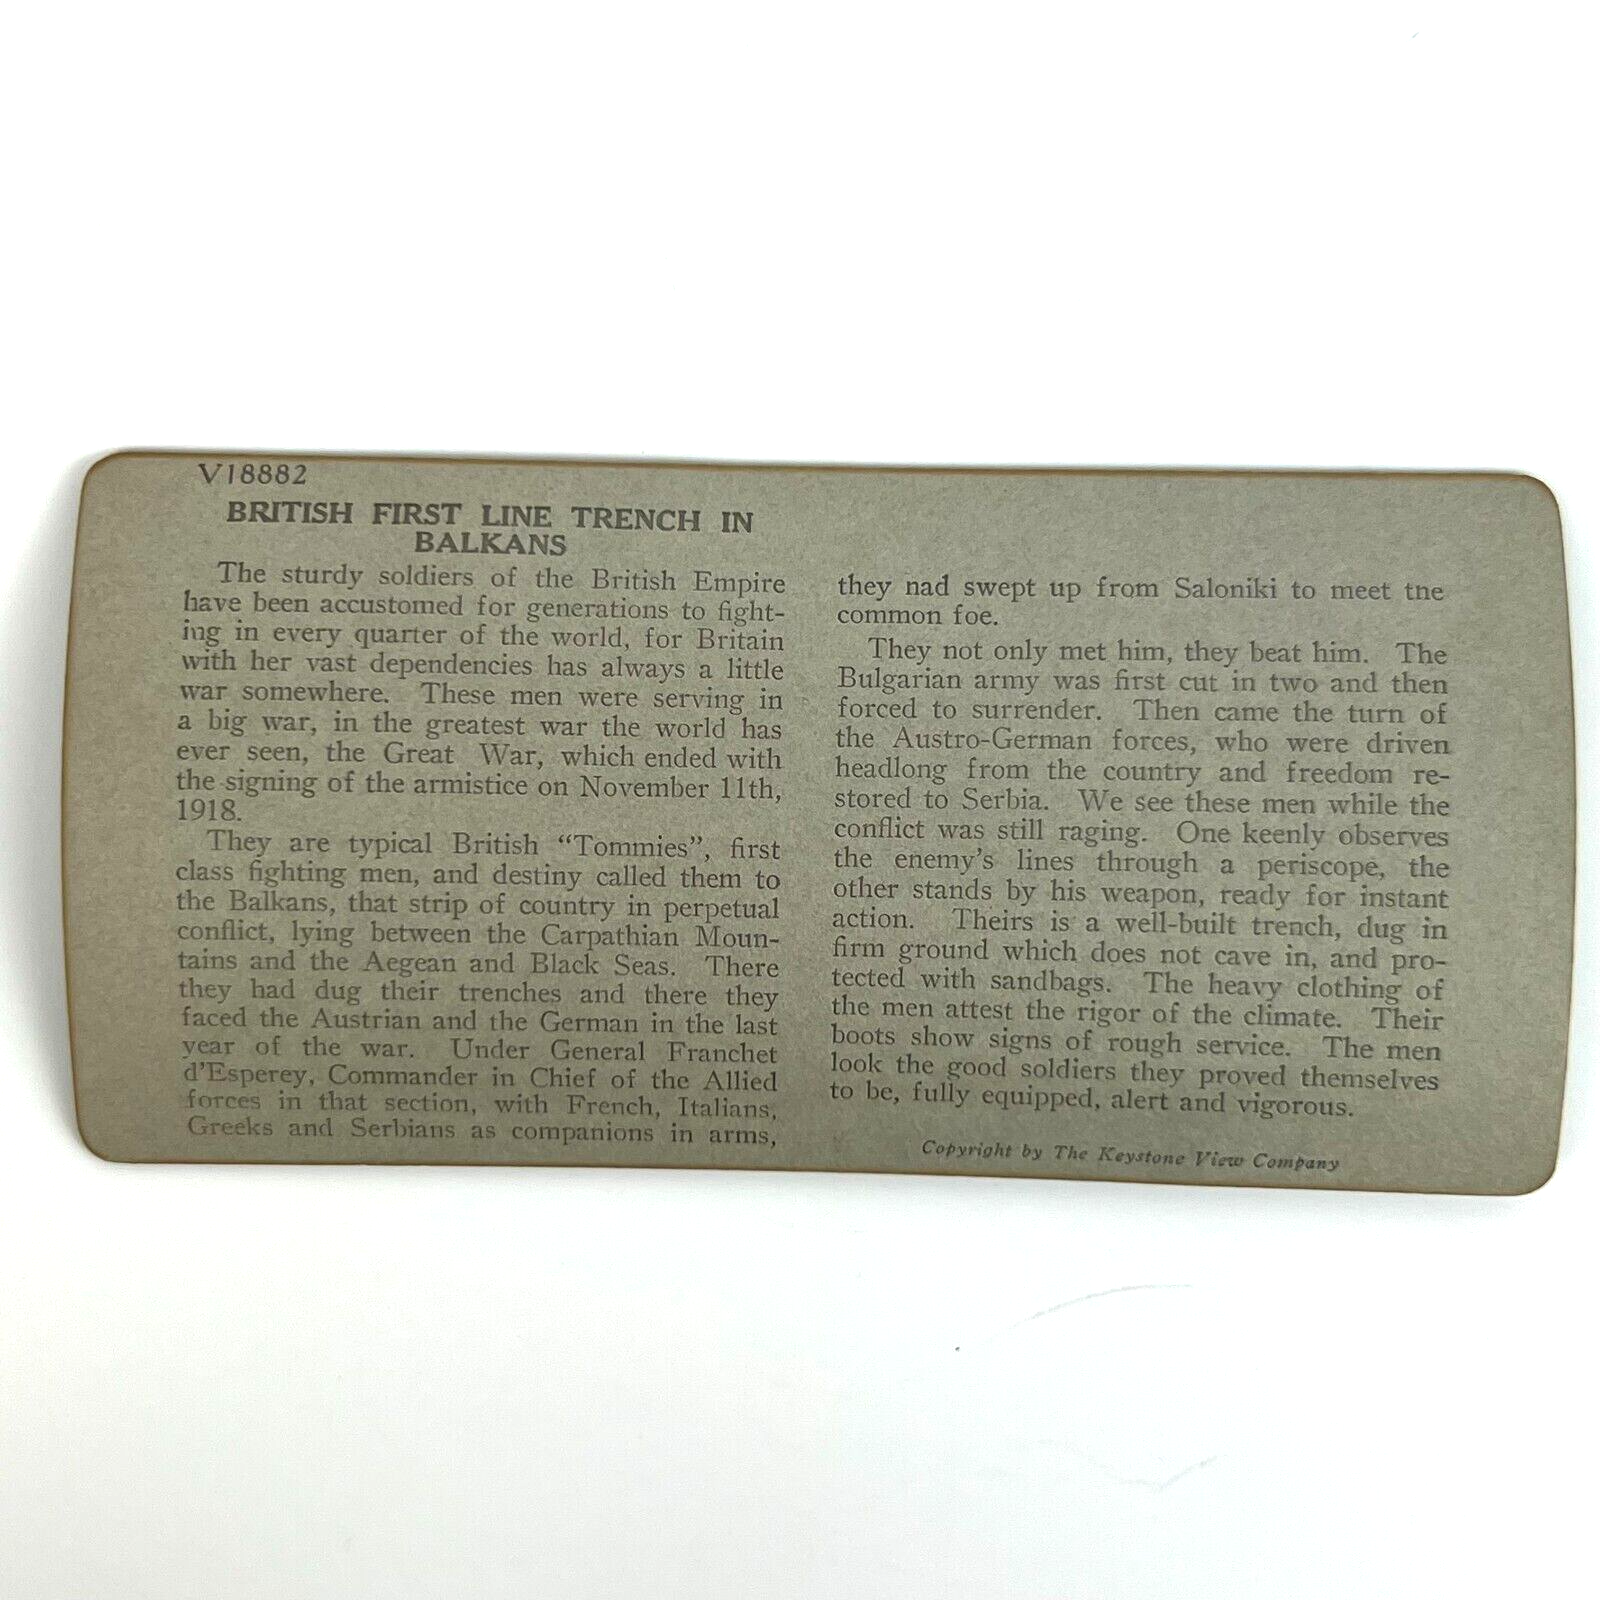 V18882
BRITISH FIRST LINE TRENCH IN
BALKANS
The sturdy soldiers of the British Empire
have been accustomed for generations to fight-
ing in every quarter of the world, for Britain
with her vast dependencies has always a little
war somewhere. These men were serving in
a big war, in the greatest war the world has
ever seen, the Great War, which ended with
the signing of the armistice on November 11th,
1918.
They are typical British “Tommies”, first
class fighting men, and destiny called them to
the Balkans, that strip of country in perpetual
conflict, lying between the Carpathian Moun-
tains and the Aegean and Black Seas. There
they had dug their trenches and there they
faced the Austrian and the German in the last
year of the war. Under General Franchet
d'Esperey, Commander in Chief of the Allied
forces in that section, with French, Italians,
Greeks and Serbians as companions in arms,
they had swept up from Saloniki to meet the
common foe.
They not only met him, they beat him. The
Bulgarian army was first cut in two and then
forced to surrender. Then came the turn of
the Austro-German forces, who were driven
headlong from the country and freedom re-
stored to Serbia. We see these men while the
conflict was still raging. One keenly observes
the enemy's lines through a periscope, the
other stands by his weapon, ready for instant
action. Theirs is a well-built trench, dug in
firm ground which does not cave in, and pro-
tected with sandbags. The heavy clothing of
the men attest the rigor of the climate. Their
boots show signs of rough service. The men
look the good soldiers they proved themselves
to be, fully equipped, alert and vigorous.
Copyright by The Keystone View Company